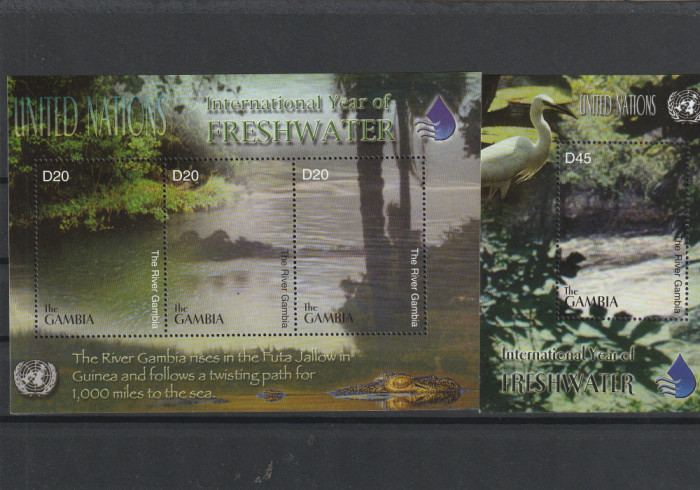 UNITED NATIONS
International Year of
FRESHWATER
D20
D20
D20
The River Gambia
The River Gambia
The River Gambia
The
GAMBIA
The
GAMBIA
The
GAMBIA
The River Gambia rises in the Futa Jallow in
Guinea and follows a twisting path for
1,000 miles to the sea.
UNITED NATIONS
D45
The River Gambia
The
GAMBIA
International Year of
FRESHWATER